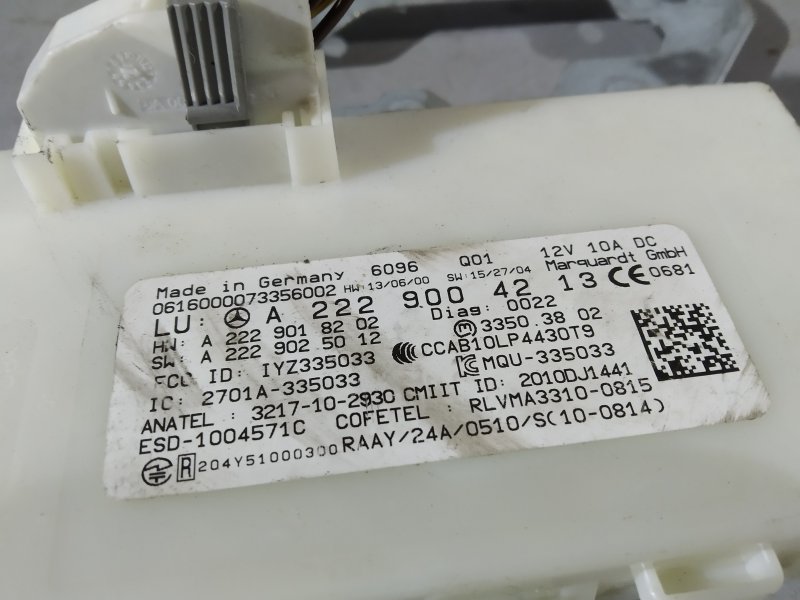 Made in Germany 6096 Q01 12V 10A DC
0616000073356002 HW:13/06/00 SW:15/27/04 Marquardt GmbH
LU: A 222 900 42 13 CE 0681
HW: A 222 901 82 02 Diag: 0022
SW: A 222 902 50 12 M 3350 3802
FCC ID: IYZ335033 CCAB10LP4430T9
IC: 2701A-335033 MQU-335033
ANATEL: 3217-10-2930 CMIIT ID: 2010DJ1441
ESD-1004571C COFETEL: RLVMA3310-0815
R 204Y51000300 RAAY/24A/0510/S(10-0814)